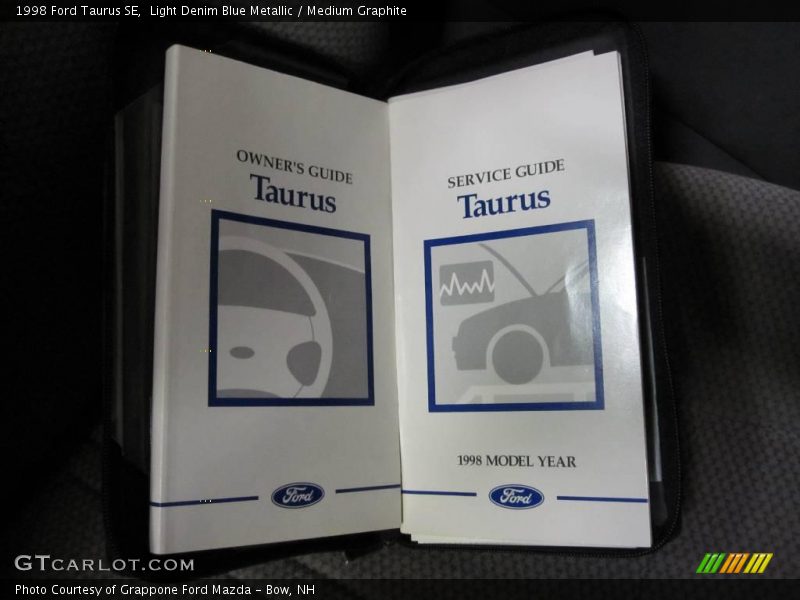 1998 Ford Taurus SE,  Light Denim Blue Metallic / Medium Graphite
OWNER'S GUIDE
Taurus
Ford
SERVICE GUIDE
Taurus
1998 MODEL YEAR
Ford
GTCARLOT.COM
Photo Courtesy of Grappone Ford Mazda - Bow, NH